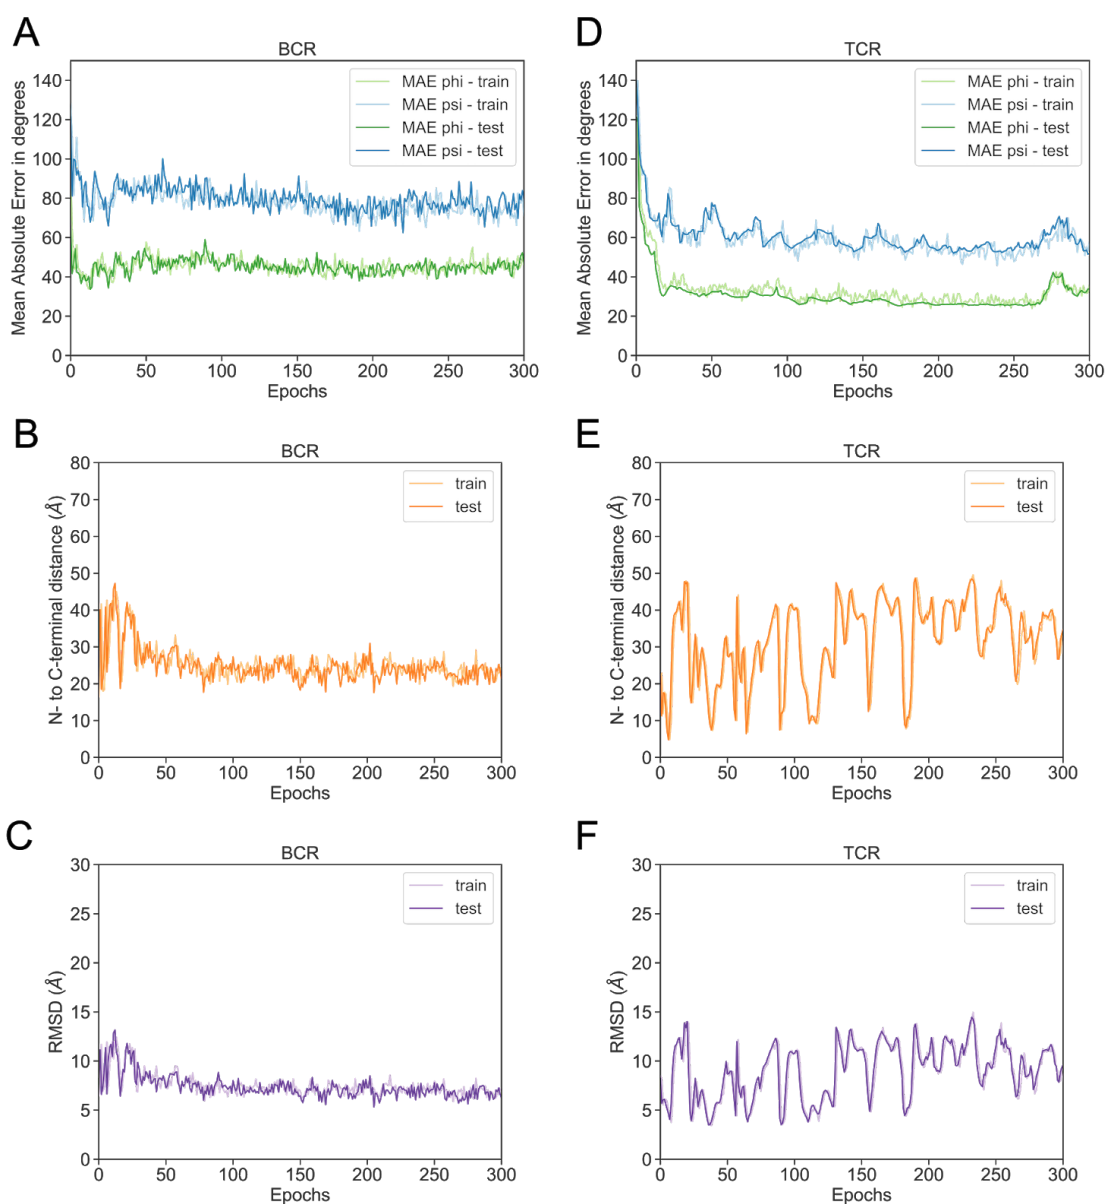 A
BCR
Mean Absolute Error in degrees
140
120
100
80
60
40
20
0
MAE phi - train
MAE psi - train
MAE phi - test
MAE psi - test
0 50 100 150 200 250 300
Epochs
D
TCR
Mean Absolute Error in degrees
140
120
100
80
60
40
20
0
MAE phi - train
MAE psi - train
MAE phi - test
MAE psi - test
0 50 100 150 200 250 300
Epochs
B
BCR
N- to C-terminal distance (Å)
80
70
60
50
40
30
20
10
0
train
test
0 50 100 150 200 250 300
Epochs
E
TCR
N- to C-terminal distance (Å)
80
70
60
50
40
30
20
10
0
train
test
0 50 100 150 200 250 300
Epochs
C
BCR
RMSD (Å)
30
25
20
15
10
5
0
train
test
0 50 100 150 200 250 300
Epochs
F
TCR
RMSD (Å)
30
25
20
15
10
5
0
train
test
0 50 100 150 200 250 300
Epochs